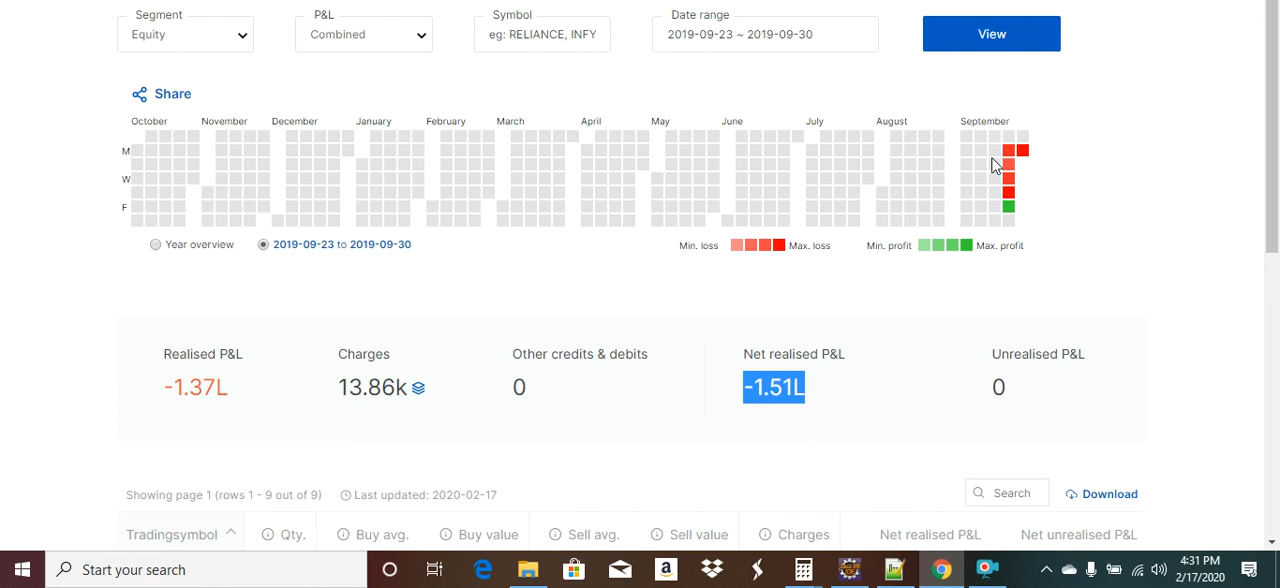 Segment P&L Symbol Date range
Equity Combined eg: RELIANCE, INFY 2019-09-23 ~ 2019-09-30 View
Share
October November December January February March April May June July August September
M
W
F
Year overview 2019-09-23 to 2019-09-30 Min. loss Max. loss Min. profit Max. profit
Realised P&L Charges Other credits & debits Net realised P&L Unrealised P&L
-1.37L 13.86k 0 -1.51L 0
Showing page 1 (rows 1 - 9 out of 9) Last updated: 2020-02-17 Search Download
Tradingsymbol Qty. Buy avg. Buy value Sell avg. Sell value Charges Net realised P&L Net unrealised P&L
Start your search 4:31 PM
2/17/2020